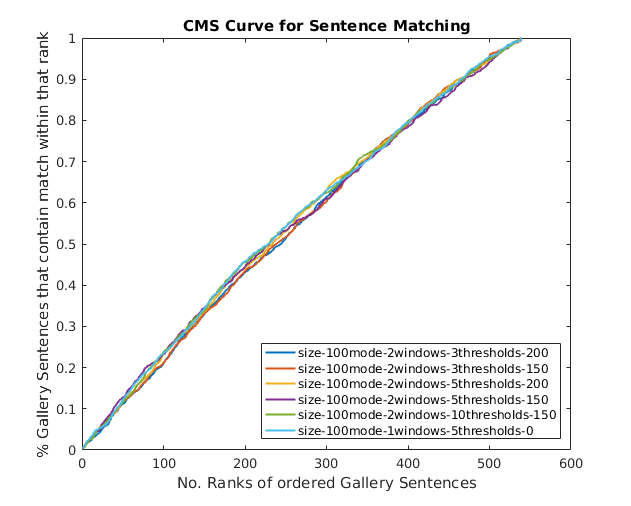 CMS Curve for Sentence Matching
% Gallery Sentences that contain match within that rank
1
0.9
0.8
0.7
0.6
0.5
0.4
0.3
0.2
0.1
0
size-100mode-2windows-3thresholds-200
size-100mode-2windows-3thresholds-150
size-100mode-2windows-5thresholds-200
size-100mode-2windows-5thresholds-150
size-100mode-2windows-10thresholds-150
size-100mode-1windows-5thresholds-0
0 100 200 300 400 500 600
No. Ranks of ordered Gallery Sentences